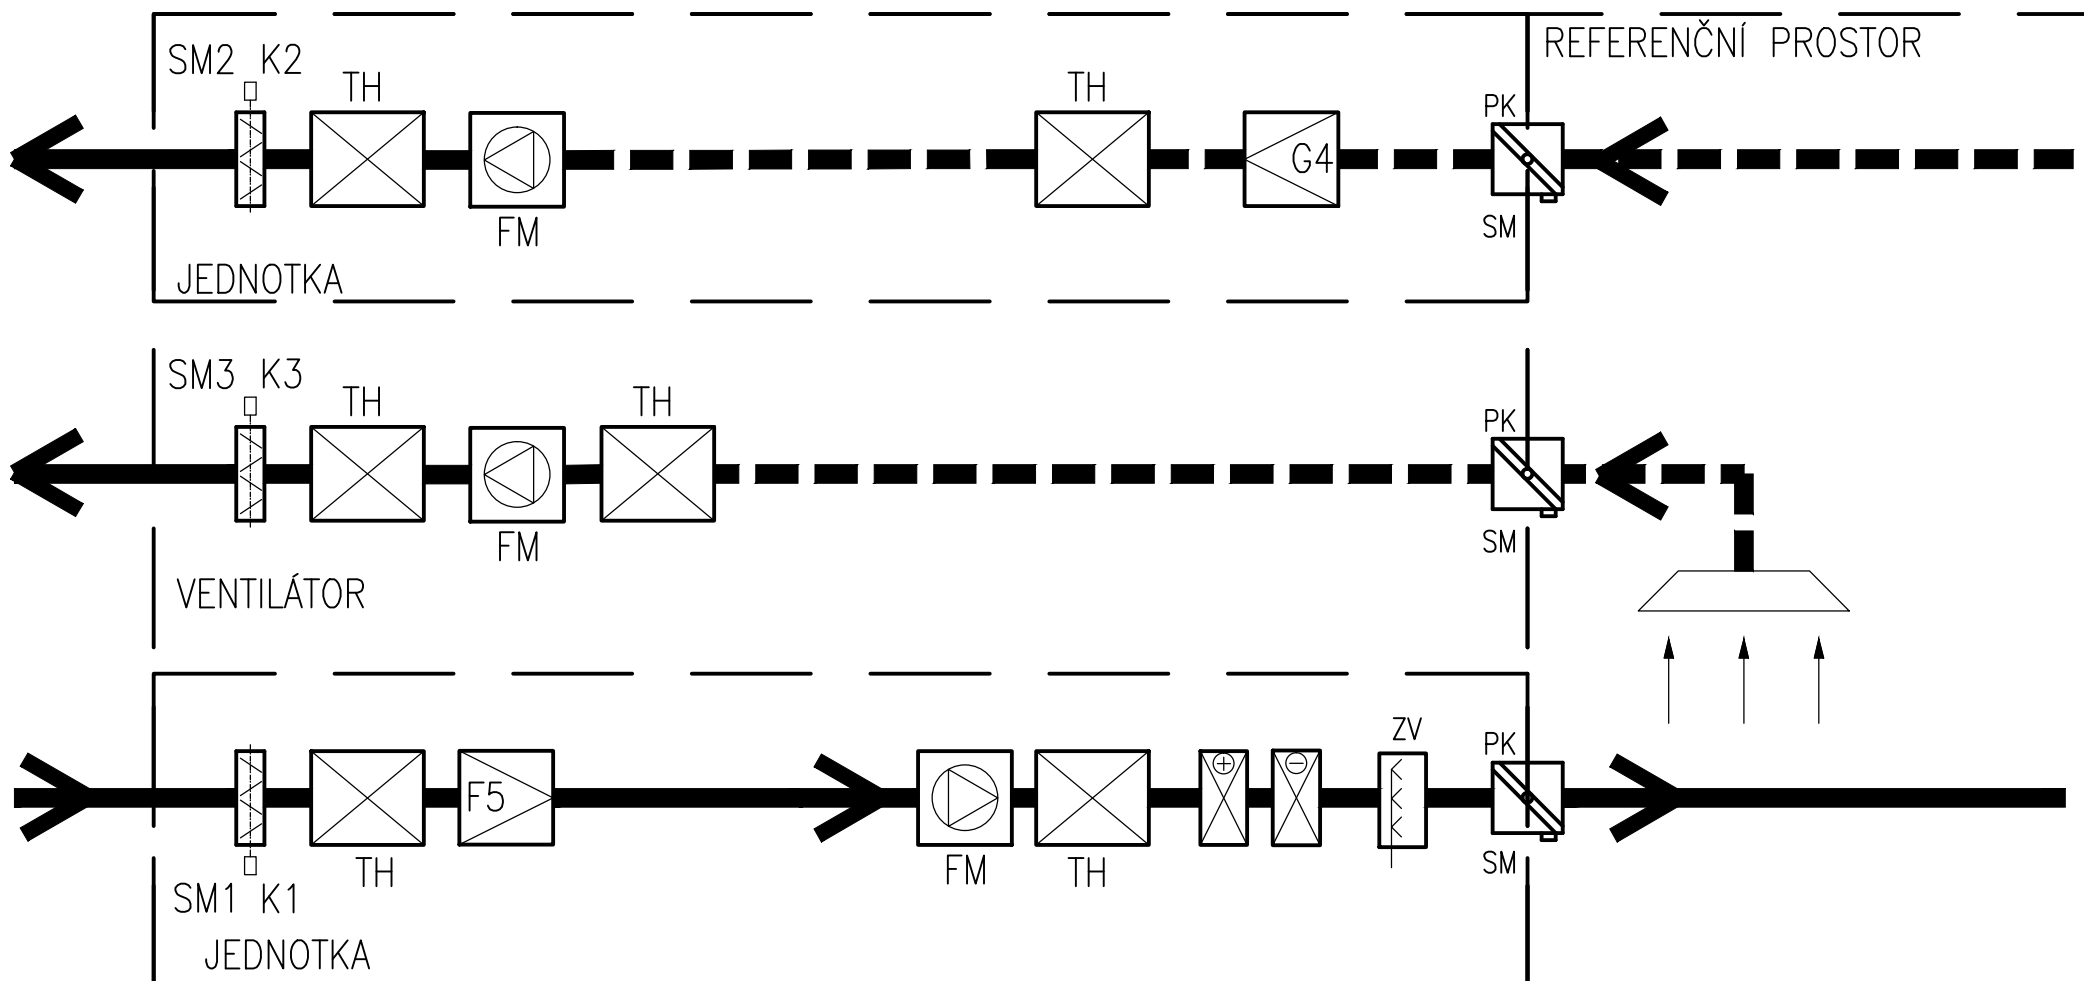 REFERENČNÍ PROSTOR
SM2 K2
TH
TH
PK
G4
FM
SM
JEDNOTKA
SM3 K3
TH
TH
PK
FM
SM
VENTILÁTOR
ZV
PK
F5
+
−
FM
TH
TH
SM
SM1 K1
JEDNOTKA